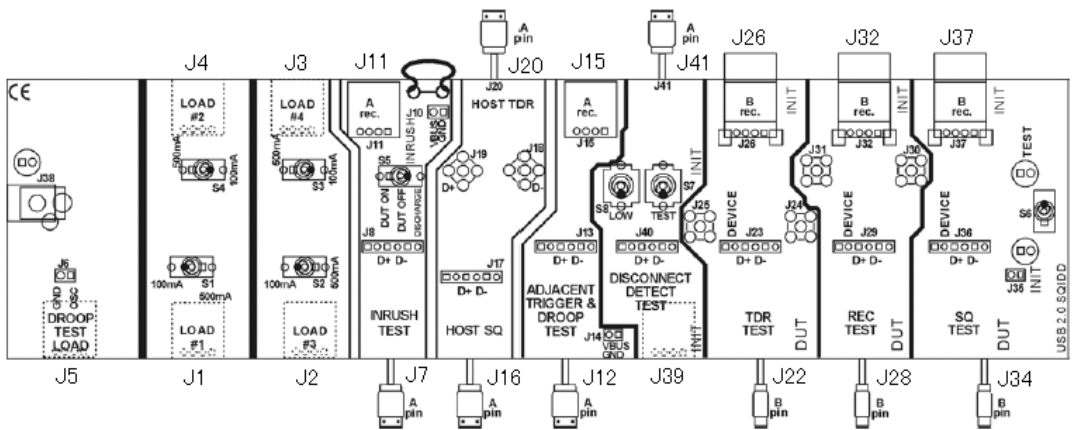 A pin
A pin
J4
J3
J11
J20
J15
J41
J26
J32
J37
CE
LOAD #2
500mA
100mA
S4
LOAD #4
500mA
100mA
S3
A rec.
J11
J10
VBUS
GND
INRUSH
S5
DUT ON
DUT OFF
DISCHARGE
J8
D+ D-
J20
HOST TDR
J19
D+
J18
D-
J17
D+ D-
HOST SQ
A rec.
J15
J13
D+ D-
ADJACENT
TRIGGER &
DROOP
TEST
J14
VBUS
GND
J41
INIT
S8
LOW
S7
TEST
J40
D+ D-
DISCONNECT
DETECT
TEST
INIT
B rec.
J26
INIT
J25
J24
DEVICE
J23
D+ D-
TDR
TEST
DUT
B rec.
J32
INIT
J31
J30
DEVICE
J29
D+ D-
REC
TEST
DUT
B rec.
J37
INIT
DEVICE
J36
D+ D-
SQ
TEST
DUT
TEST
S6
J35
INIT
USB 2.0 SQIDD
J38
J6
GND
OSC
DROOP
TEST
LOAD
100mA
500mA
S1
LOAD
#1
100mA
500mA
S2
LOAD
#3
INRUSH
TEST
J5
J1
J2
J7
J16
J12
J39
J22
J28
J34
A pin
A pin
A pin
B pin
B pin
B pin